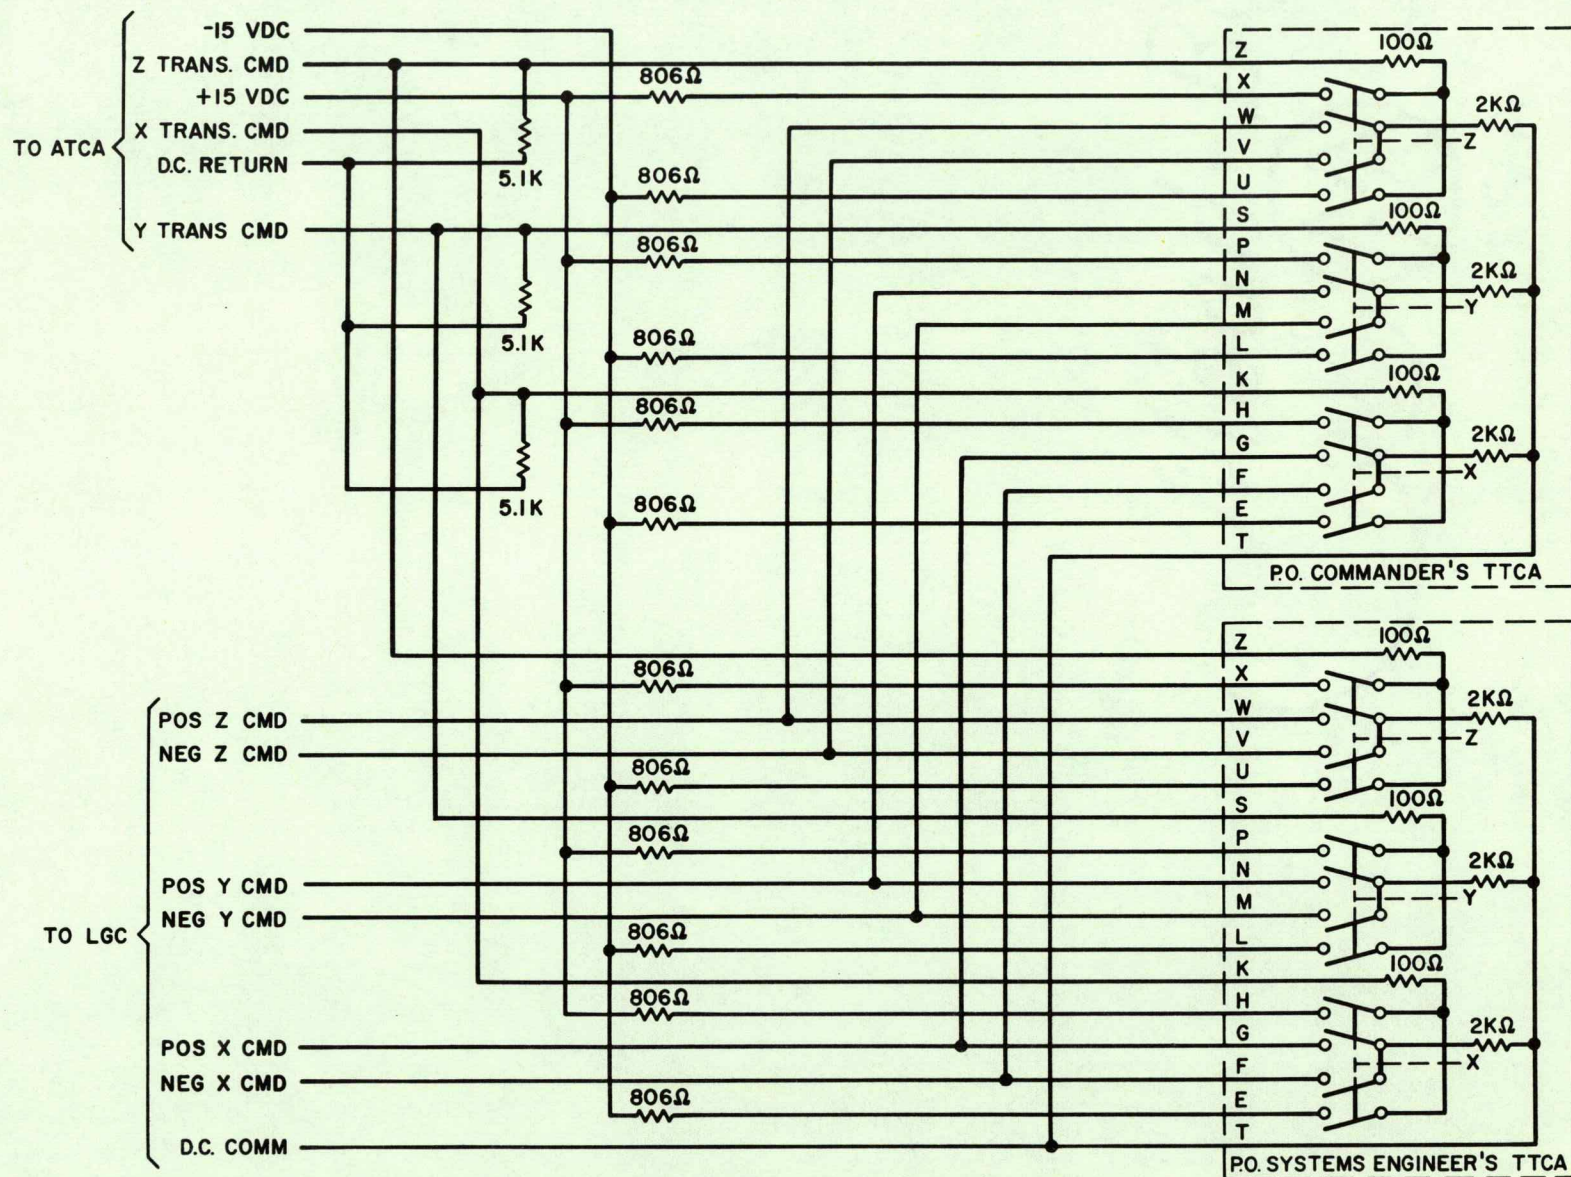 -15 VDC
Z TRANS. CMD
+15 VDC
X TRANS. CMD
D.C. RETURN
Y TRANS CMD
TO ATCA
5.1K
5.1K
5.1K
806Ω
806Ω
806Ω
806Ω
806Ω
806Ω
Z
X
W
V
U
S
P
N
M
L
K
H
G
F
E
T
100Ω
2KΩ
Z
100Ω
2KΩ
Y
100Ω
2KΩ
X
P.O. COMMANDER'S TTCA
POS Z CMD
NEG Z CMD
POS Y CMD
NEG Y CMD
TO LGC
POS X CMD
NEG X CMD
D.C. COMM
806Ω
806Ω
806Ω
806Ω
806Ω
806Ω
Z
X
W
V
U
S
P
N
M
L
K
H
G
F
E
T
100Ω
2KΩ
Z
100Ω
2KΩ
Y
100Ω
2KΩ
X
P.O. SYSTEMS ENGINEER'S TTCA